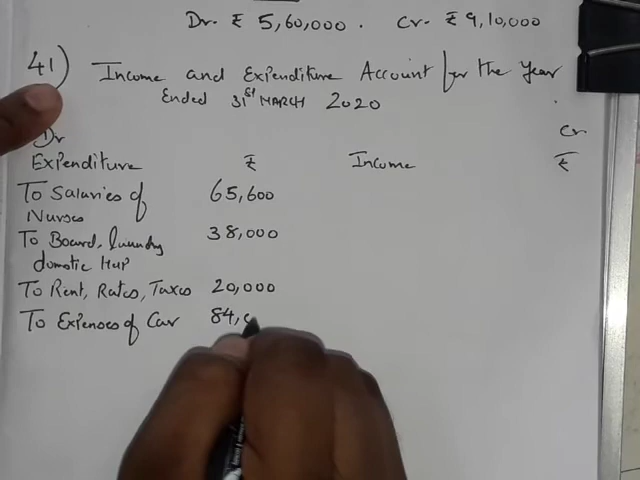 Dr. ₹ 5,60,000. Cr. ₹ 9,10,000
41) Income and Expenditure Account for the Year
Ended 31st MARCH 2020
Dr Cr
Expenditure ₹ Income ₹
To Salaries of 65,600
Nurses
To Board, laundry 38,000
domestic
To Rent, Rates, Taxes 20,000
To Expenses of Car 84,